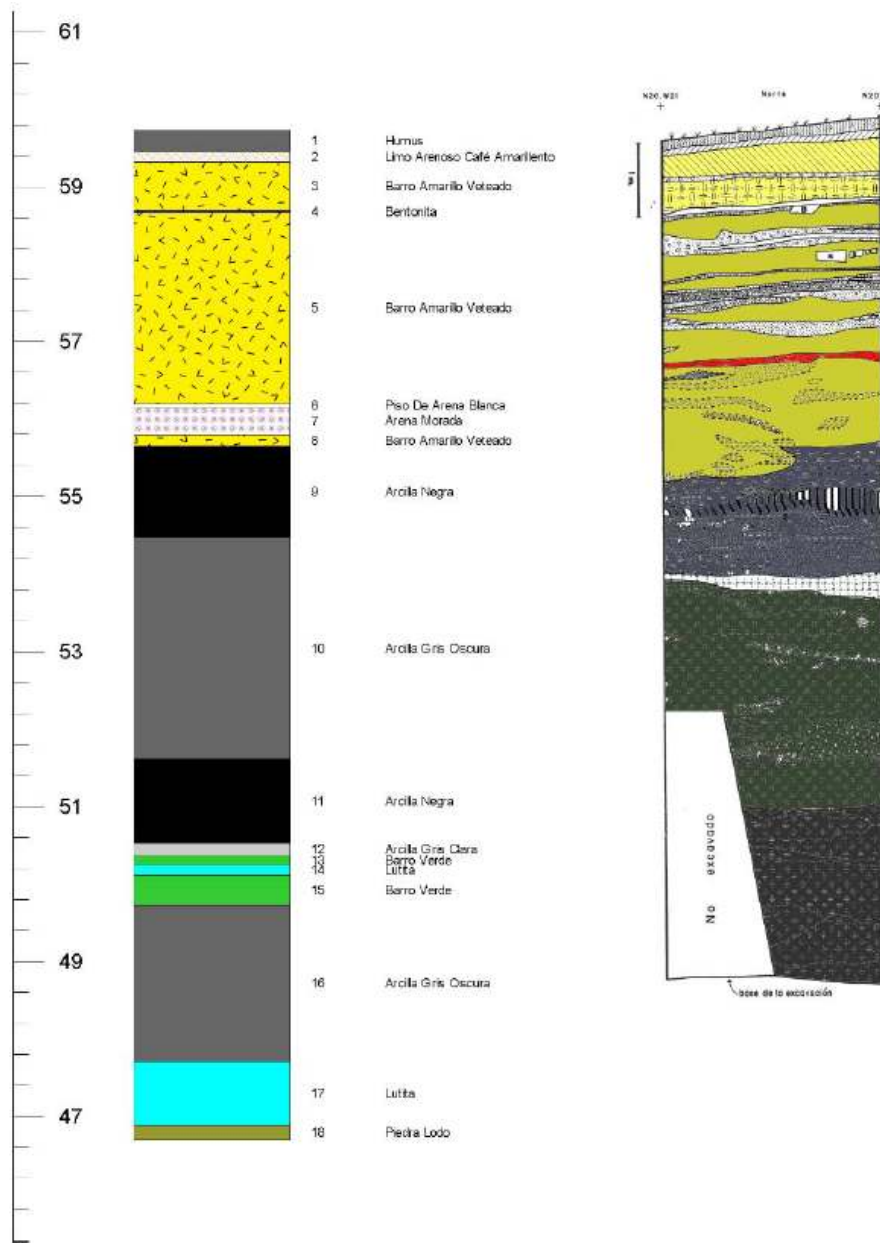 61
59
57
55
53
51
49
47
1 Humus
2 Limo Arenoso Café Amarillento
3 Barro Amarillo Veteado
4 Bentonita
5 Barro Amarillo Veteado
6 Piso De Arena Blanca
7 Arena Morada
8 Barro Amarillo Veteado
9 Arcilla Negra
10 Arcilla Gris Oscura
11 Arcilla Negra
12 Arcilla Gris Clara
13 Barro Verde
14 Lutita
15 Barro Verde
16 Arcilla Gris Oscura
17 Lutita
18 Piedra Lodo
N20,W21 Norte N20
No excavado
base de la excavación